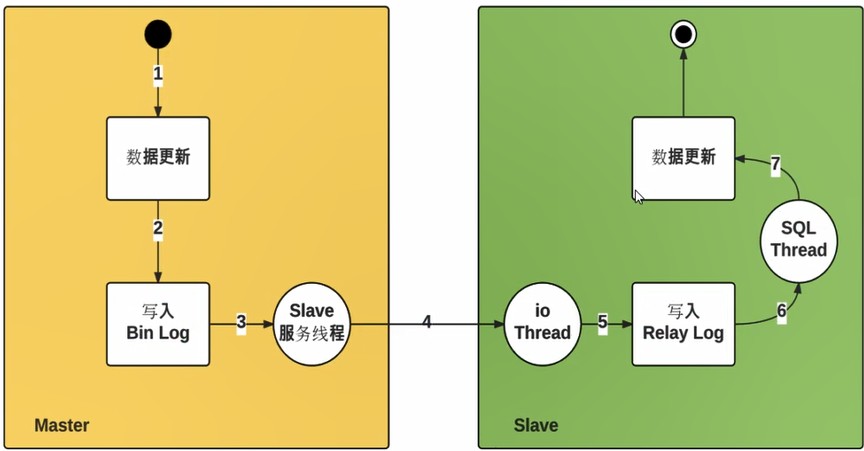 1
数据更新
2
写入
Bin Log
3
Slave
服务线程
Master
4
io
Thread
5
写入
Relay Log
6
SQL
Thread
7
数据更新
Slave